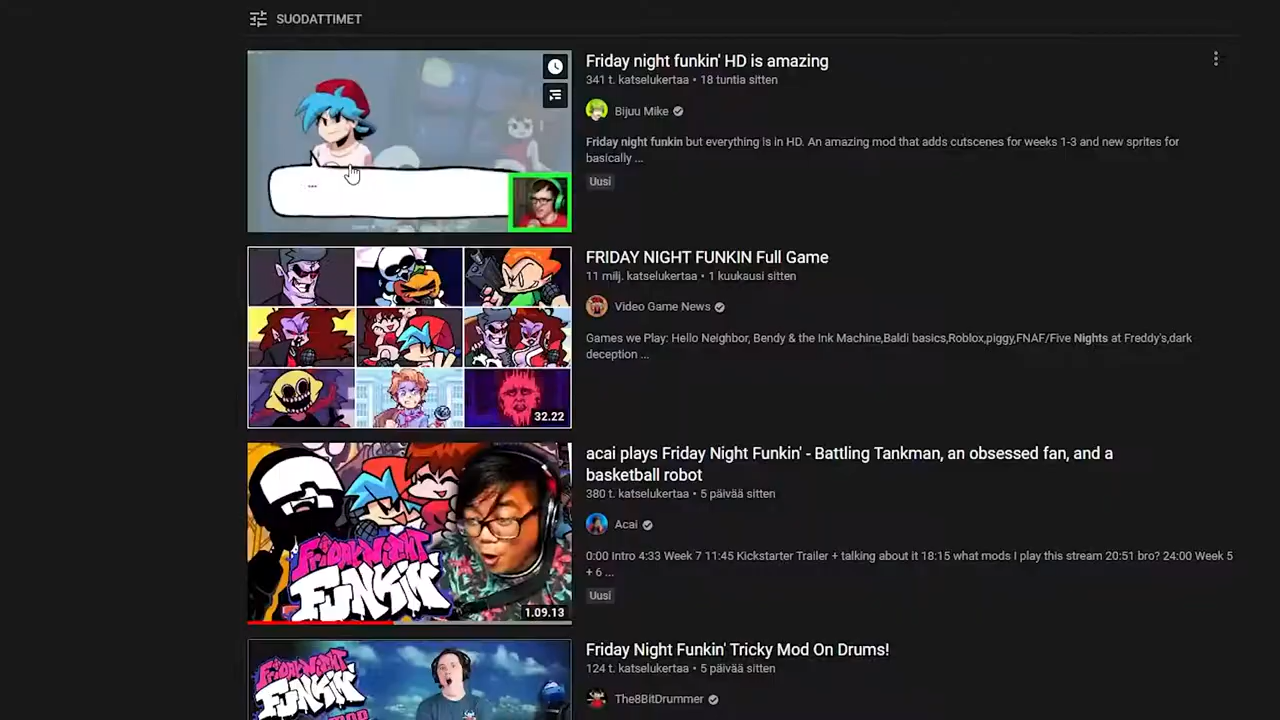 SUODATTIMET
Friday night funkin' HD is amazing
341 t. katselukertaa • 18 tuntia sitten
Bijuu Mike
Friday night funkin but everything is in HD. An amazing mod that adds cutscenes for weeks 1-3 and new sprites for
basically ...
Uusi
...
FRIDAY NIGHT FUNKIN Full Game
11 milj. katselukertaa • 1 kuukausi sitten
Video Game News
Games we Play: Hello Neighbor, Bendy & the Ink Machine,Baldi basics,Roblox,piggy,FNAF/Five Nights at Freddy's,dark
deception ...
32.22
acai plays Friday Night Funkin' - Battling Tankman, an obsessed fan, and a
basketball robot
380 t. katselukertaa • 5 päivää sitten
Acai
0:00 Intro 4:33 Week 7 11:45 Kickstarter Trailer + talking about it 18:15 what mods I play this stream 20:51 bro? 24:00 Week 5
+ 6 ...
Uusi
FRIDAY NIGHT
FUNKIN'
1.09.13
Friday Night Funkin' Tricky Mod On Drums!
124 t. katselukertaa • 5 päivää sitten
The8BitDrummer
FRIDAY NIGHT
FUNKIN'